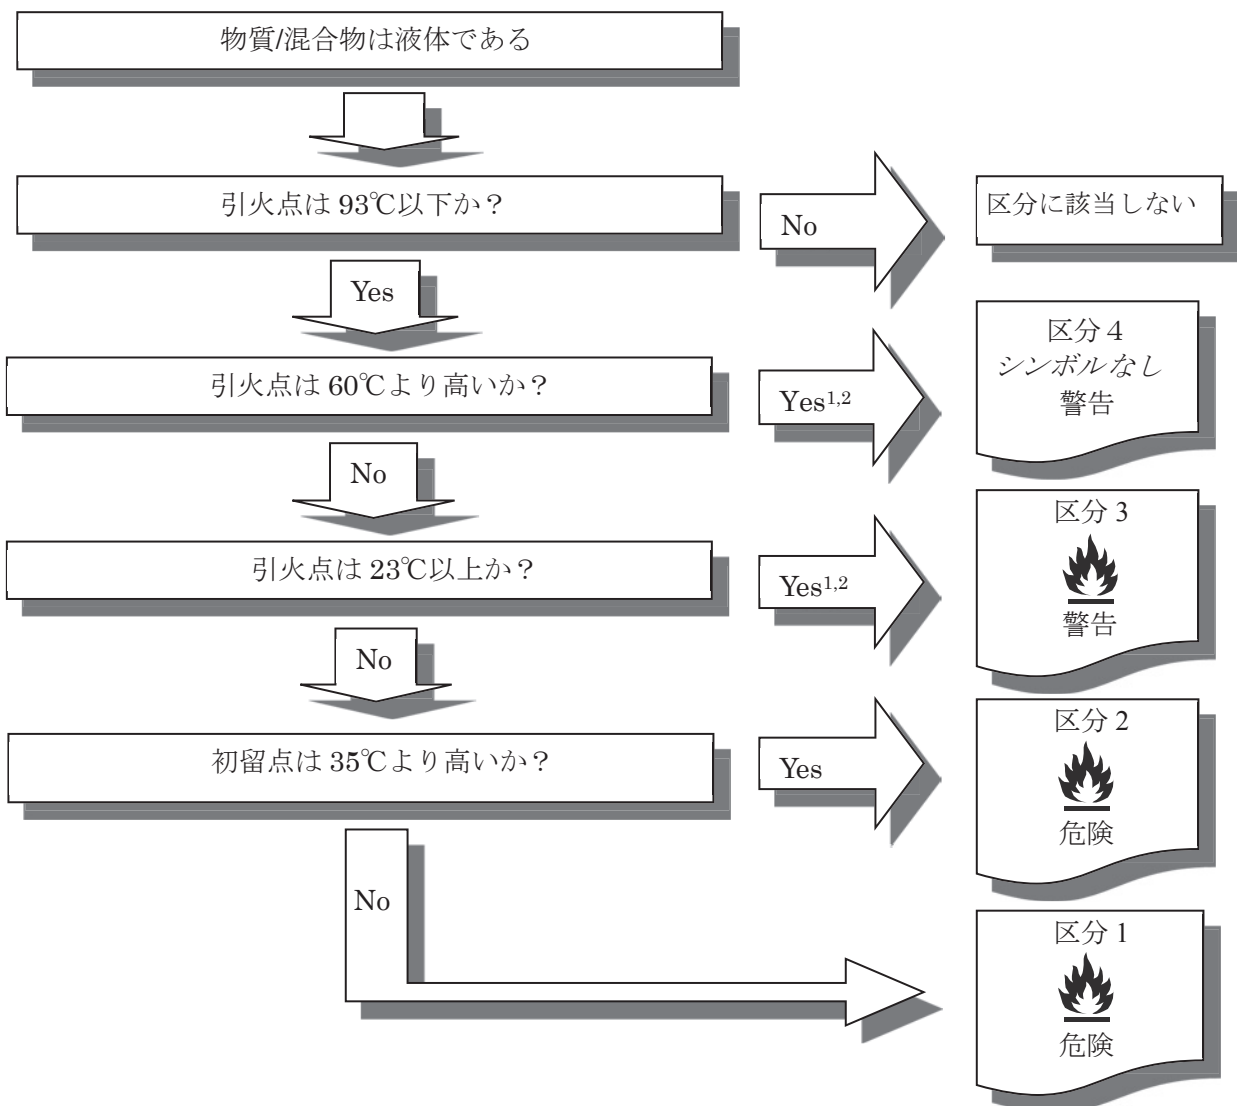 物質/混合物は液体である
引火点は 93℃以下か？
No
区分に該当しない
Yes
引火点は 60℃より高いか？
Yes1,2
区分４
シンボルなし
警告
No
引火点は 23℃以上か？
Yes1,2
区分 3
警告
No
初留点は 35℃より高いか？
Yes
区分 2
危険
No
区分 1
危険